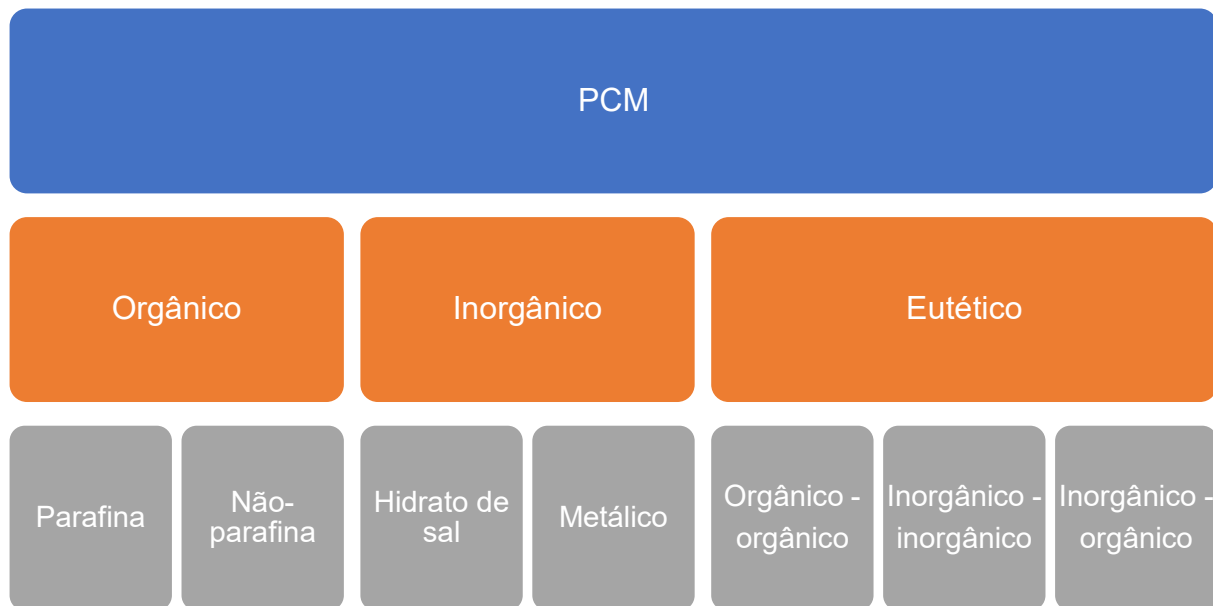 PCM
Orgânico
Inorgânico
Eutético
Parafina
Não-
parafina
Hidrato de
sal
Metálico
Orgânico -
orgânico
Inorgânico -
inorgânico
Inorgânico -
orgânico